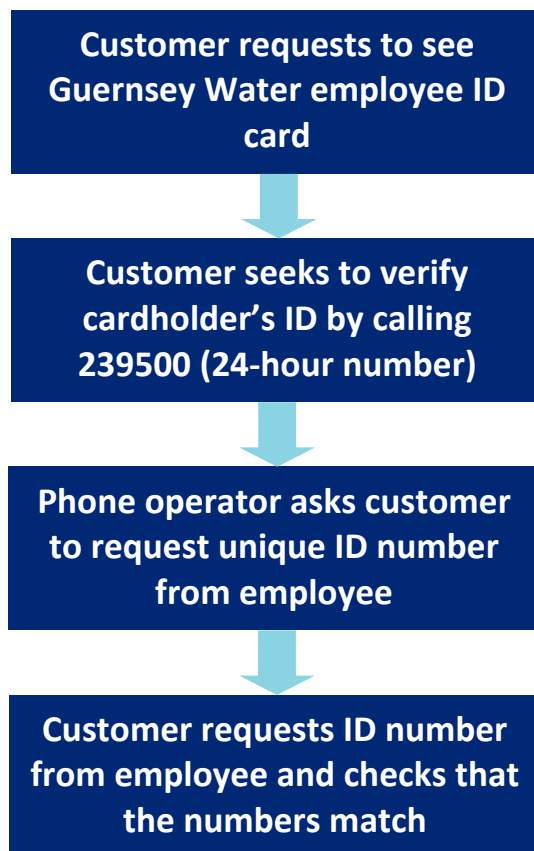 Customer requests to see
Guernsey Water employee ID
card
Customer seeks to verify
cardholder’s ID by calling
239500 (24-hour number)
Phone operator asks customer
to request unique ID number
from employee
Customer requests ID number
from employee and checks that
the numbers match